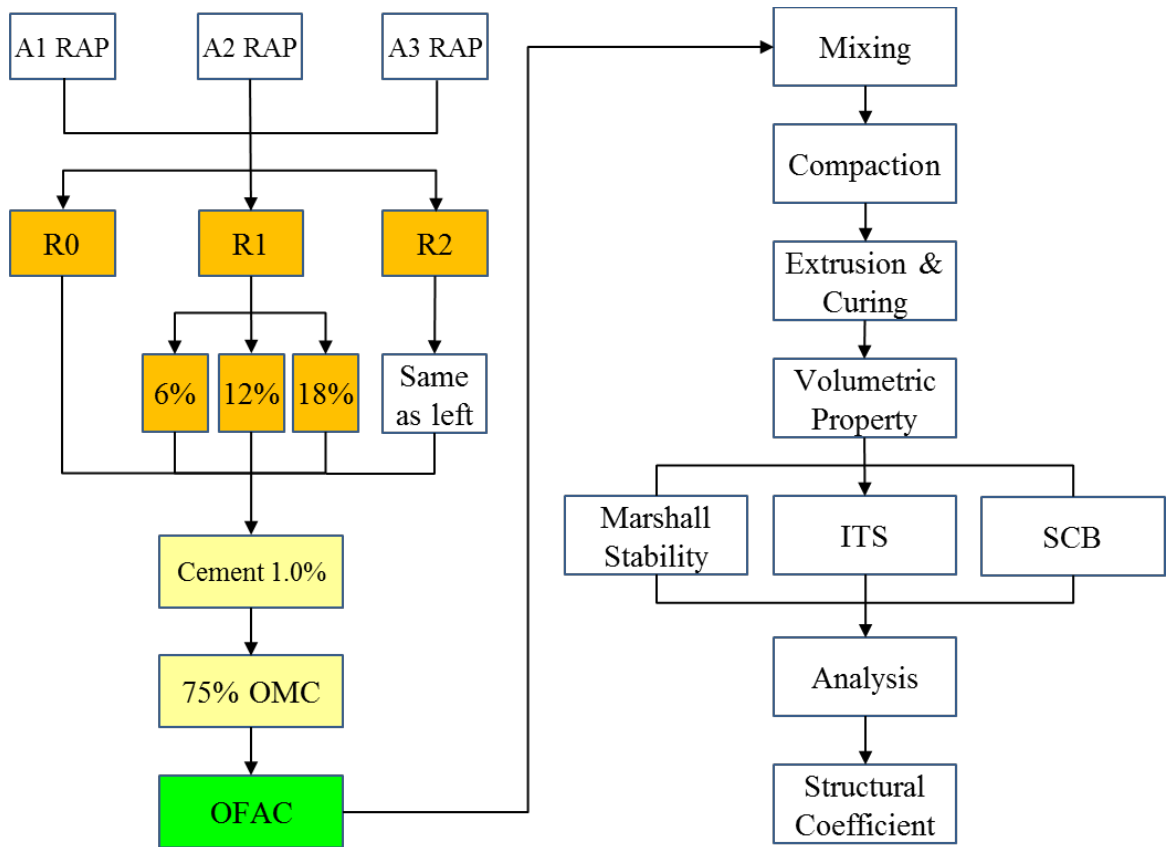 A1 RAP
A2 RAP
A3 RAP
R0
R1
R2
6%
12%
18%
Same
as left
Cement 1.0%
75% OMC
OFAC
Mixing
Compaction
Extrusion &
Curing
Volumetric
Property
Marshall
Stability
ITS
SCB
Analysis
Structural
Coefficient